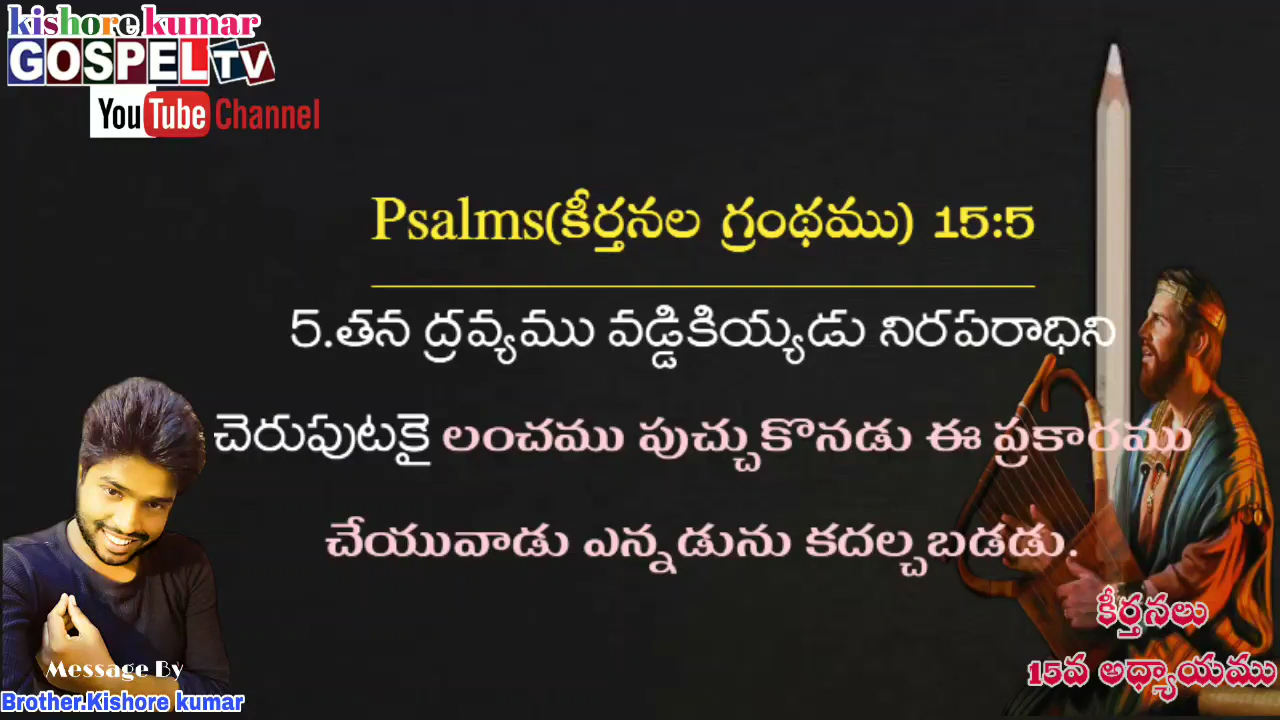 kishore kumar
GOSPEL TV
YouTube Channel
Psalms(కీర్తనల గ్రంథము) 15:5
5.తన ద్రవ్యము వడ్డికియ్యడు నిరపరాధిని
చెరుపుటకై లంచము పుచ్చుకొనడు ఈ ప్రకారము
చేయువాడు ఎన్నడును కదల్చబడడు.
కీర్తనలు
15వ అధ్యాయము
Message By
Brother.Kishore kumar